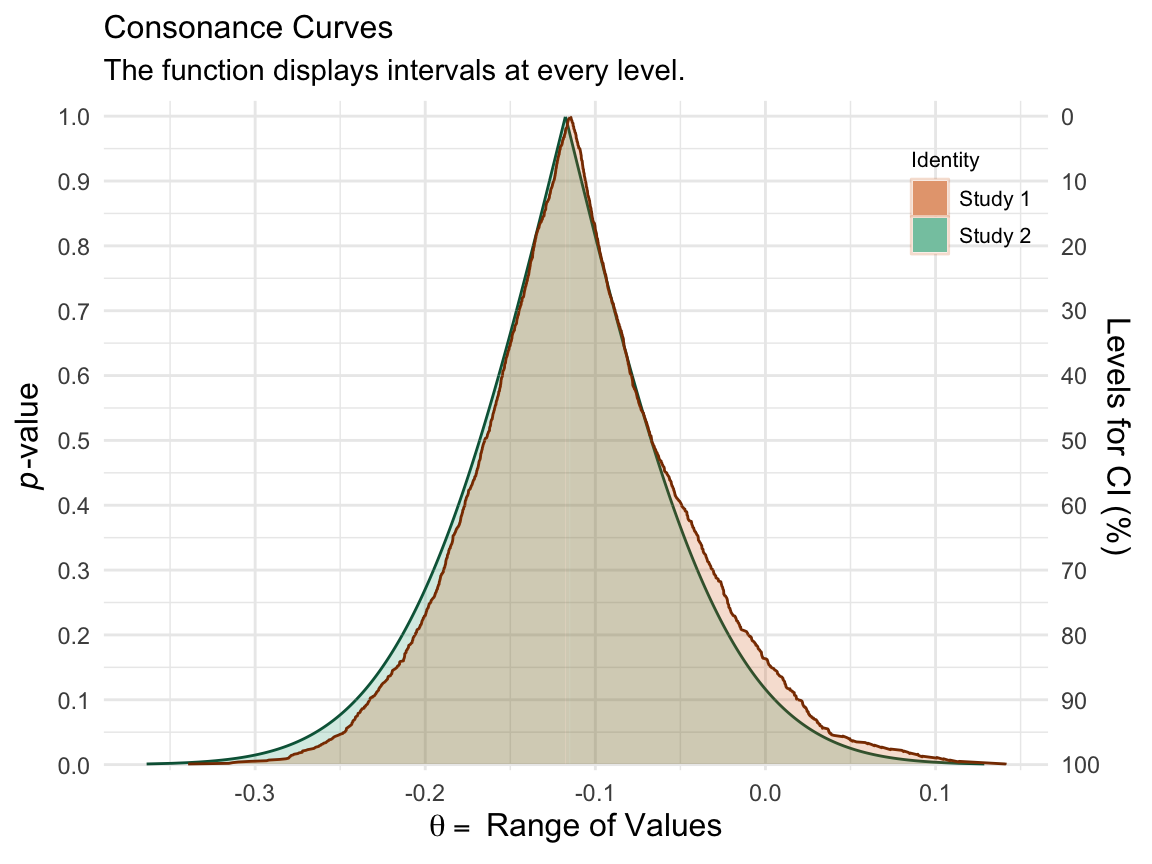 Consonance Curves
The function displays intervals at every level.
1.0
0.9
0.8
0.7
0.6
0.5
0.4
0.3
0.2
0.1
0.0
p-value
Identity
Study 1
Study 2
0
10
20
30
40
50
60
70
80
90
100
Levels for CI (%)
-0.3 -0.2 -0.1 0.0 0.1
θ = Range of Values